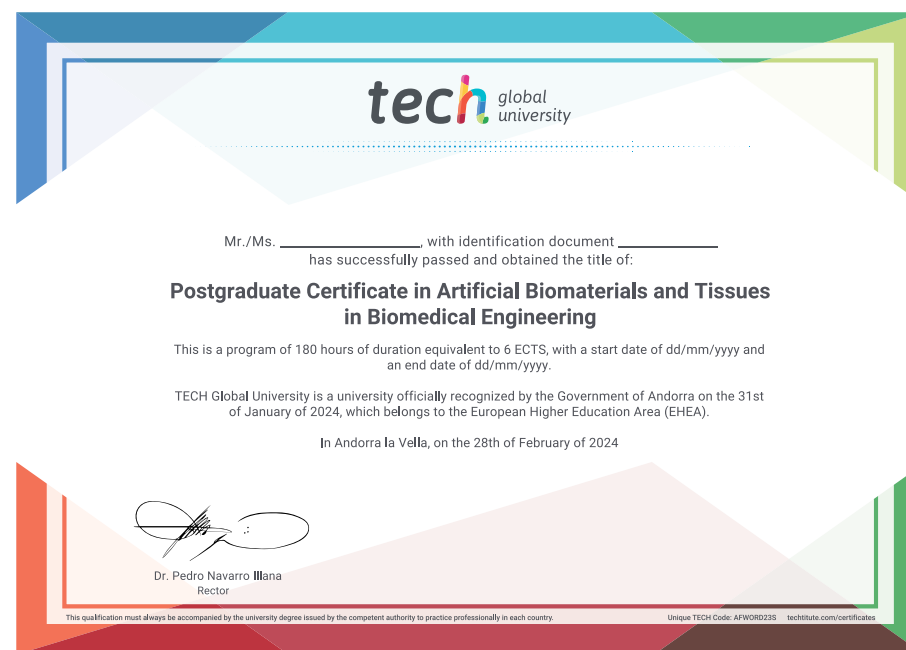 tech global university
Mr./Ms. ____________________, with identification document ______________
has successfully passed and obtained the title of:
Postgraduate Certificate in Artificial Biomaterials and Tissues
in Biomedical Engineering
This is a program of 180 hours of duration equivalent to 6 ECTS, with a start date of dd/mm/yyyy and
an end date of dd/mm/yyyy.
TECH Global University is a university officially recognized by the Government of Andorra on the 31st
of January of 2024, which belongs to the European Higher Education Area (EHEA).
In Andorra la Vella, on the 28th of February of 2024
Dr. Pedro Navarro Illana
Rector
This qualification must always be accompanied by the university degree issued by the competent authority to practice professionally in each country.
Unique TECH Code: AFWORD23S techtitute.com/certificates